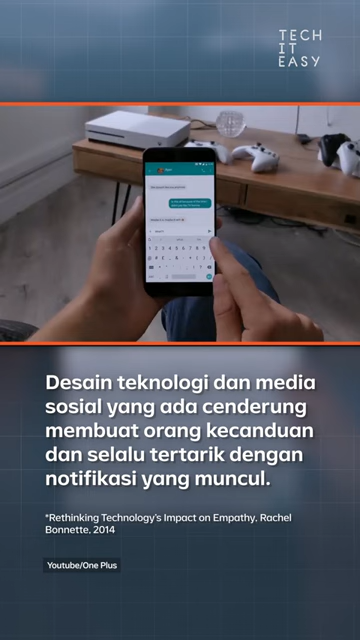 TECH
IT
EASY
Desain teknologi dan media
sosial yang ada cenderung
membuat orang kecanduan
dan selalu tertarik dengan
notifikasi yang muncul.
*Rethinking Technology's Impact on Empathy. Rachel
Bonnette, 2014
Youtube/One Plus